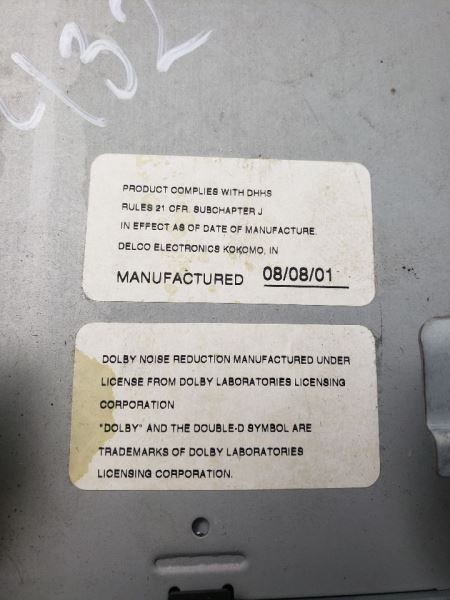 432
PRODUCT COMPLIES WITH DHHS
RULES 21 CFR. SUBCHAPTER J
IN EFFECT AS OF DATE OF MANUFACTURE.
DELCO ELECTRONICS KOKOMO, IN
MANUFACTURED 08/08/01
DOLBY NOISE REDUCTION MANUFACTURED UNDER
LICENSE FROM DOLBY LABORATORIES LICENSING
CORPORATION
"DOLBY" AND THE DOUBLE-D SYMBOL ARE
TRADEMARKS OF DOLBY LABORATORIES
LICENSING CORPORATION.